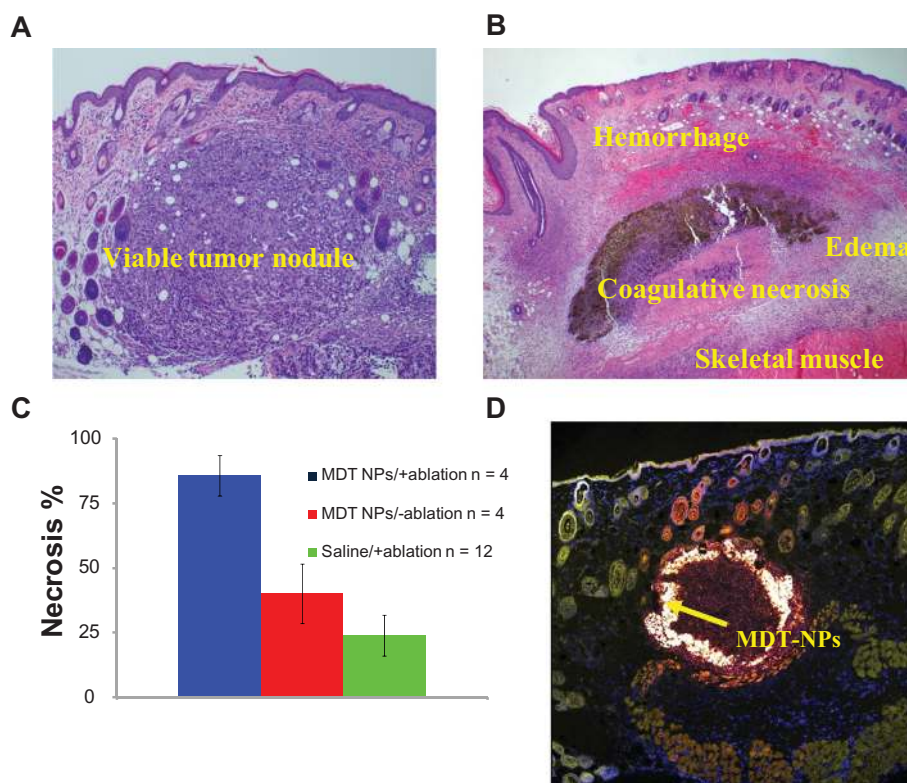 A
B
Viable tumor nodule
Hemorrhage
Edema
Coagulative necrosis
Skeletal muscle
C
D
Necrosis %
100
75
50
25
0
MDT NPs/+ablation n = 4
MDT NPs/-ablation n = 4
Saline/+ablation n = 12
MDT-NPs